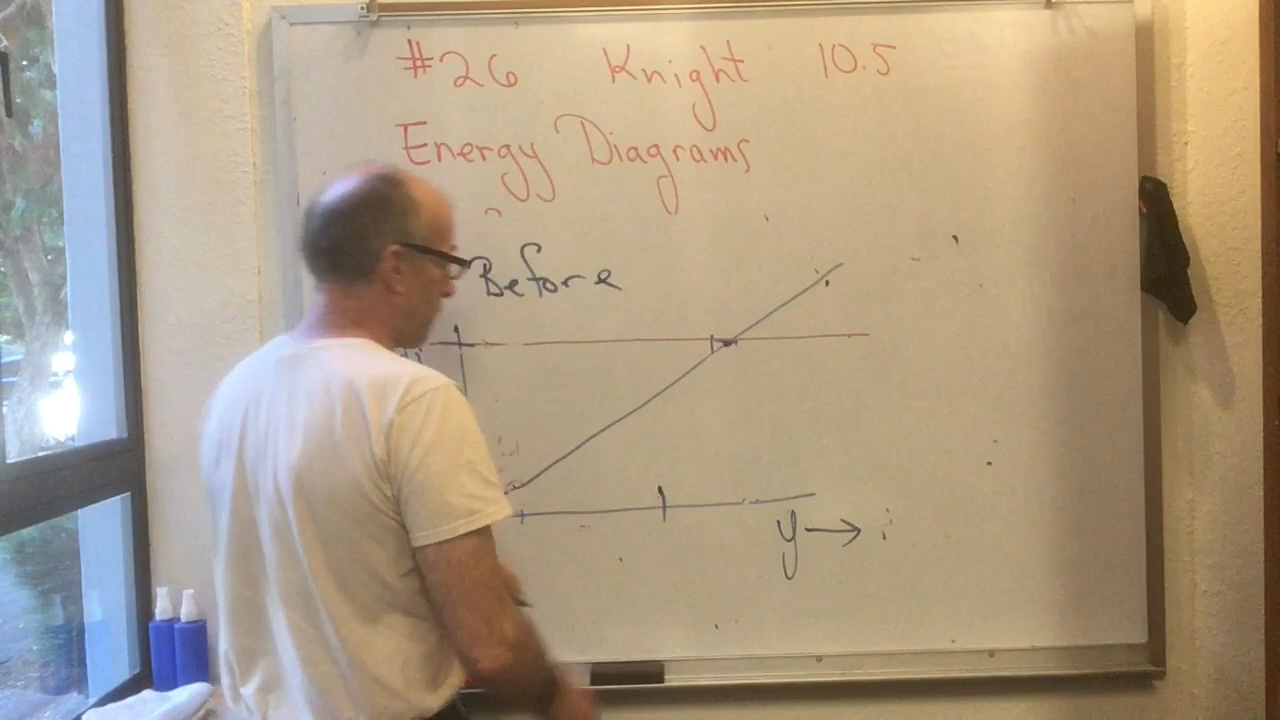 #26 Knight 10.5
Energy Diagrams
Before
y →